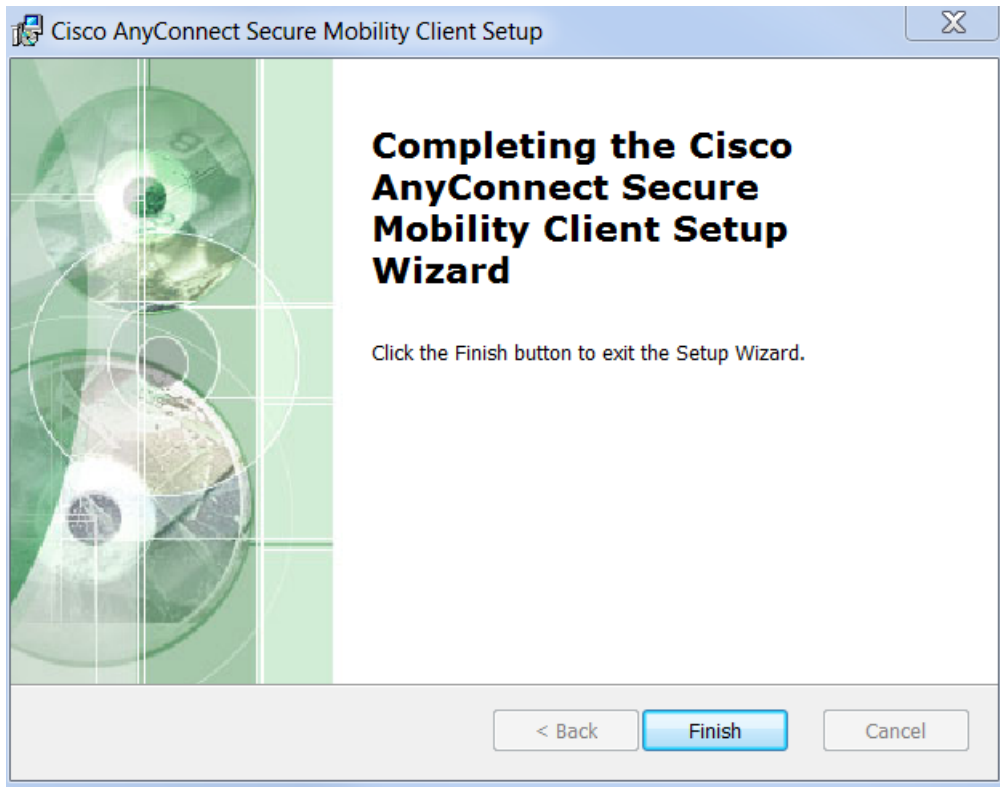 Cisco AnyConnect Secure Mobility Client Setup
Completing the Cisco
AnyConnect Secure
Mobility Client Setup
Wizard
Click the Finish button to exit the Setup Wizard.
< Back
Finish
Cancel